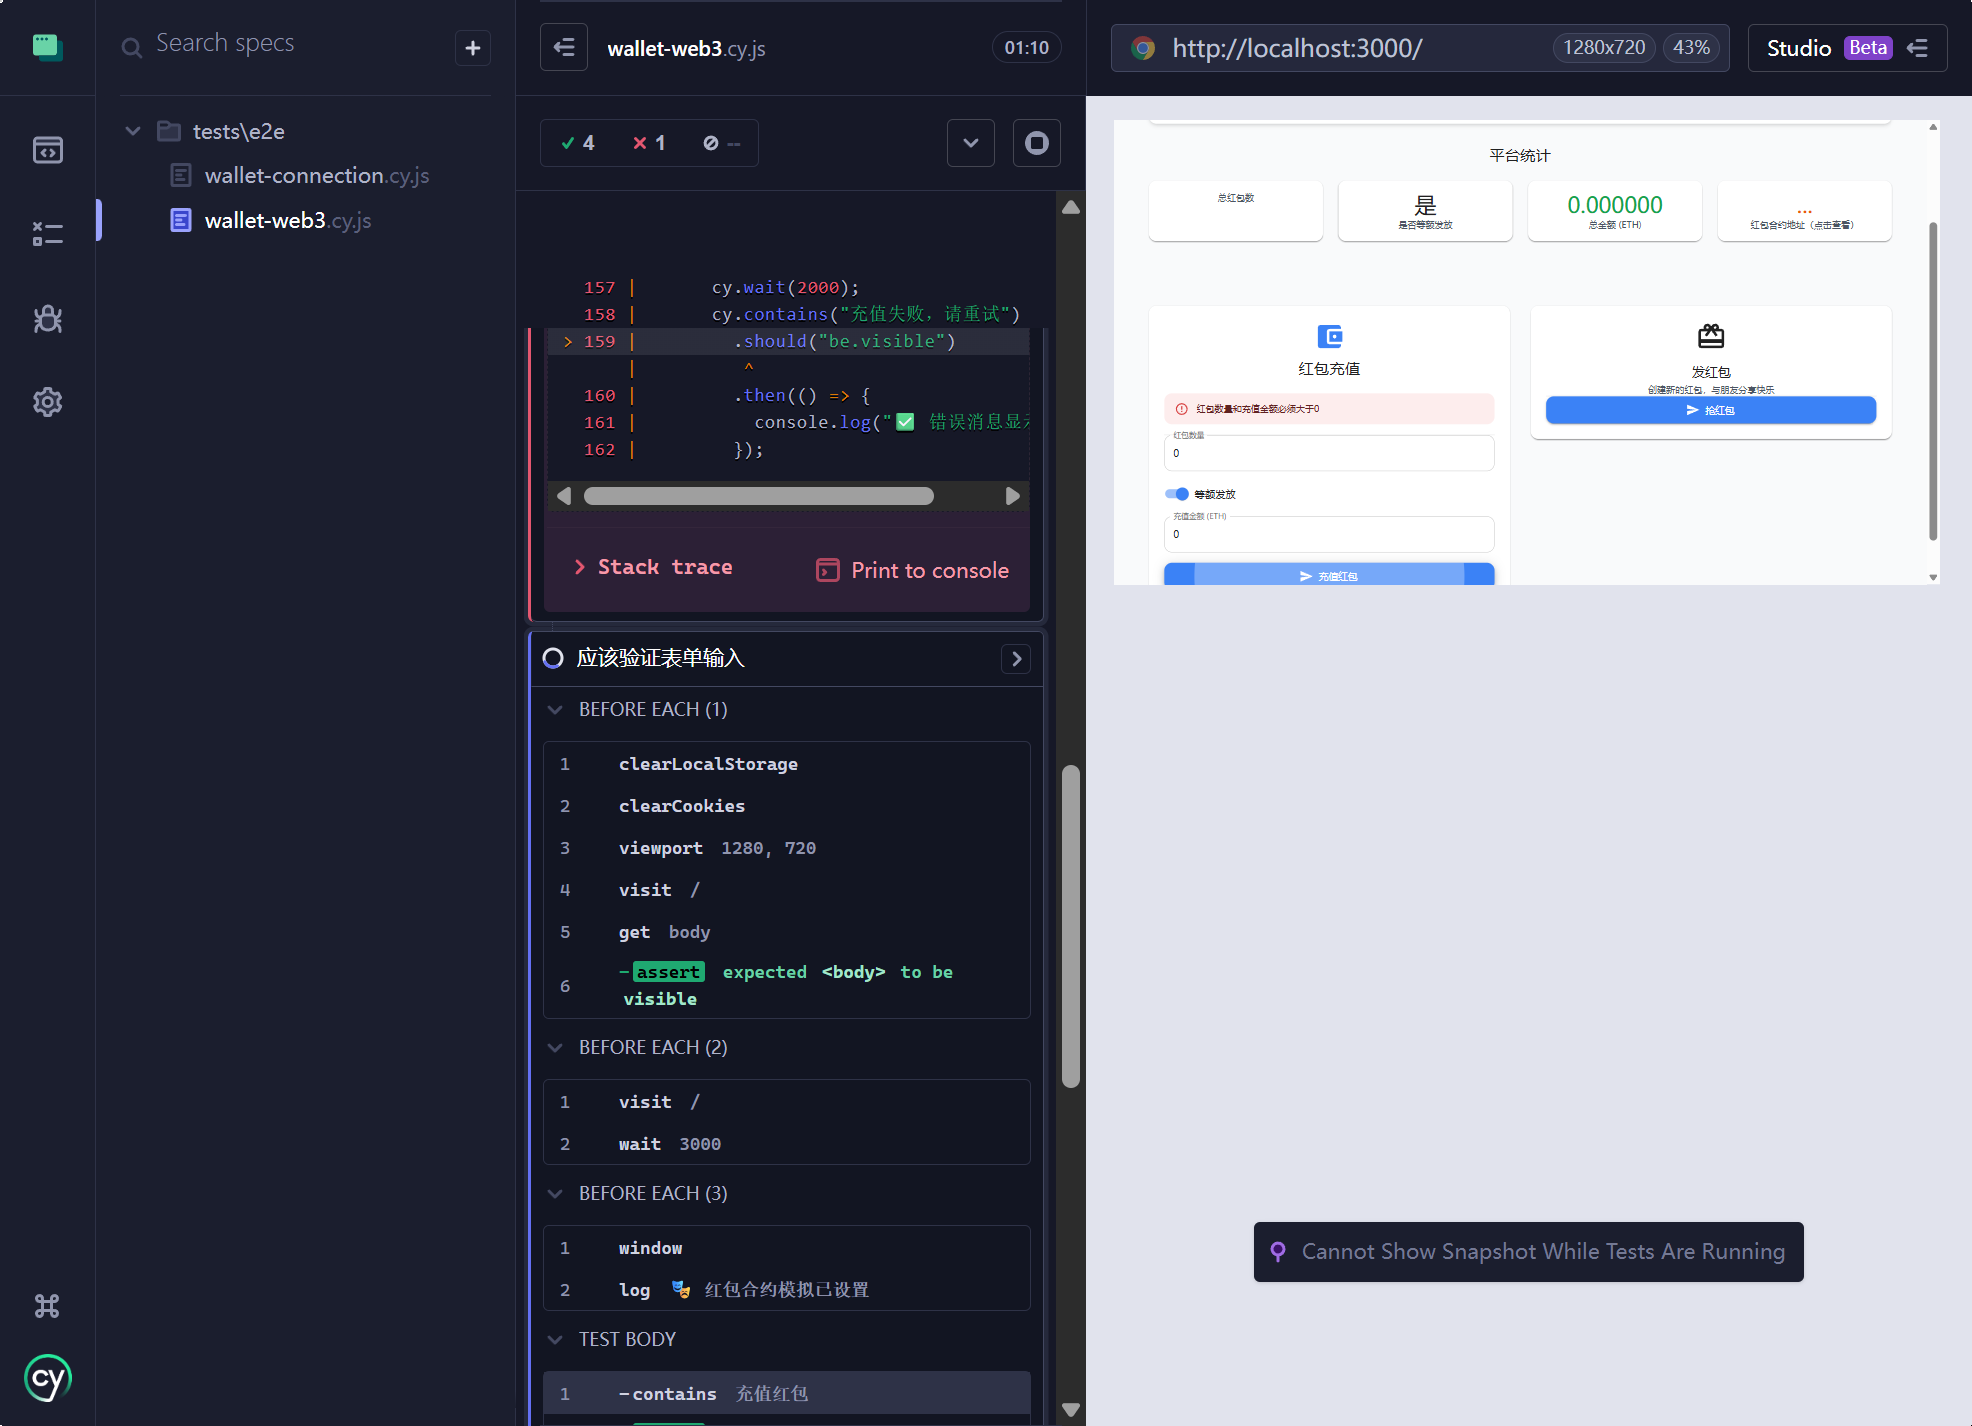 Search specs
tests\e2e
wallet-connection.cy.js
wallet-web3.cy.js
cy
wallet-web3.cy.js
01:10
4
1
--
157 | cy.wait(2000);
158 | cy.contains("充值失败，请重试")
> 159 | .should("be.visible")
| ^
160 | .then(() => {
161 | console.log("✅ 错误消息显示
162 | });
Stack trace
Print to console
应该验证表单输入
BEFORE EACH (1)
1 clearLocalStorage
2 clearCookies
3 viewport 1280, 720
4 visit /
5 get body
6 -assert expected <body> to be
visible
BEFORE EACH (2)
1 visit /
2 wait 3000
BEFORE EACH (3)
1 window
2 log 🎭 红包合约模拟已设置
TEST BODY
1 -contains 充值红包
http://localhost:3000/
1280x720
43%
Studio Beta
平台统计
总红包数
是
是否等额发放
0.000000
总金额 (ETH)
...
红包合约地址（点击查看）
红包充值
红包数量和充值金额必须大于0
红包数量
0
等额发放
充值金额 (ETH)
0
充值红包
发红包
创建新的红包，与朋友分享快乐
抢红包
Cannot Show Snapshot While Tests Are Running